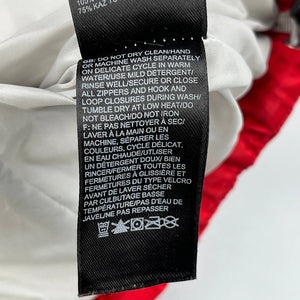 GB: DO NOT DRY CLEAN/HAND
OR MACHINE WASH SEPARATELY
ON DELICATE CYCLE IN WARM
WATER/USE MILD DETERGENT/
RINSE WELL/SECURE OR CLOSE
ALL ZIPPERS AND HOOK AND
LOOP CLOSURES DURING WASH/
TUMBLE DRY AT LOW HEAT/DO
NOT BLEACH/DO NOT IRON
F: NE PAS NETTOYER À SEC/
LAVER À LA MAIN OU EN
MACHINE, SÉPARER LES
COULEURS, CYCLE DÉLICAT,
EN EAU CHAUDE/UTILISER
UN DÉTERGENT DOUX/ BIEN
RINCER/FERMER TOUTES LES
FERMETURES À GLISSIÈRE ET
FERMETURES DU TYPE VELCRO
AVANT DE LAVER SÉCHER
PAR CULBUTAGE BASSE
TEMPÉRATURE/PAS D'EAU DE
JAVEL/NE PAS REPASSER